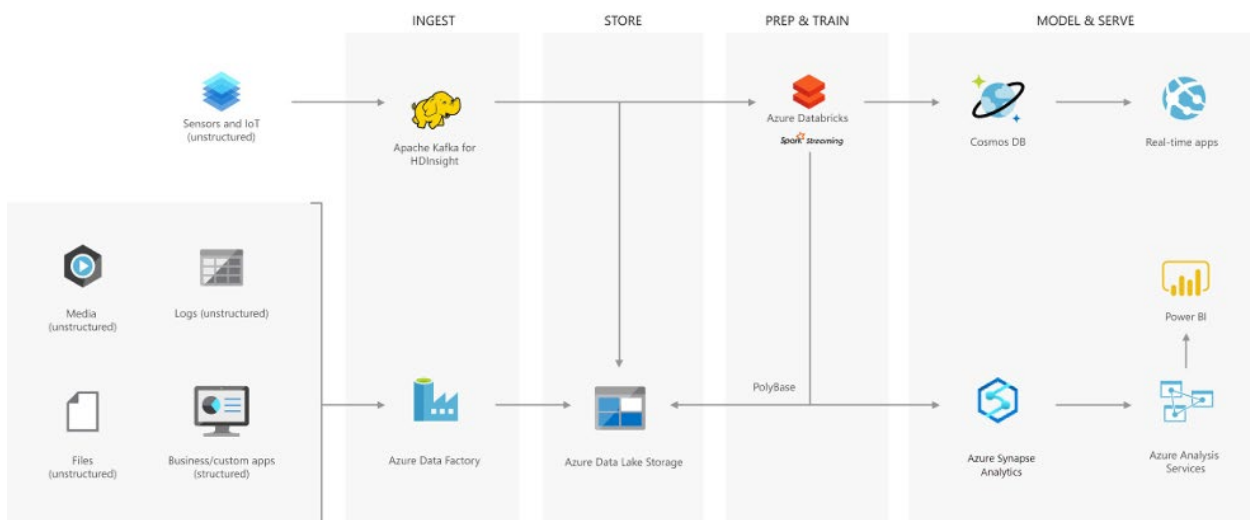 INGEST
STORE
PREP & TRAIN
MODEL & SERVE
Sensors and IoT
(unstructured)
Apache Kafka for
HDInsight
Azure Databricks
Spark Streaming
Cosmos DB
Real-time apps
Media
(unstructured)
Logs (unstructured)
Power BI
PolyBase
Files
(unstructured)
Business/custom apps
(structured)
Azure Data Factory
Azure Data Lake Storage
Azure Synapse
Analytics
Azure Analysis
Services